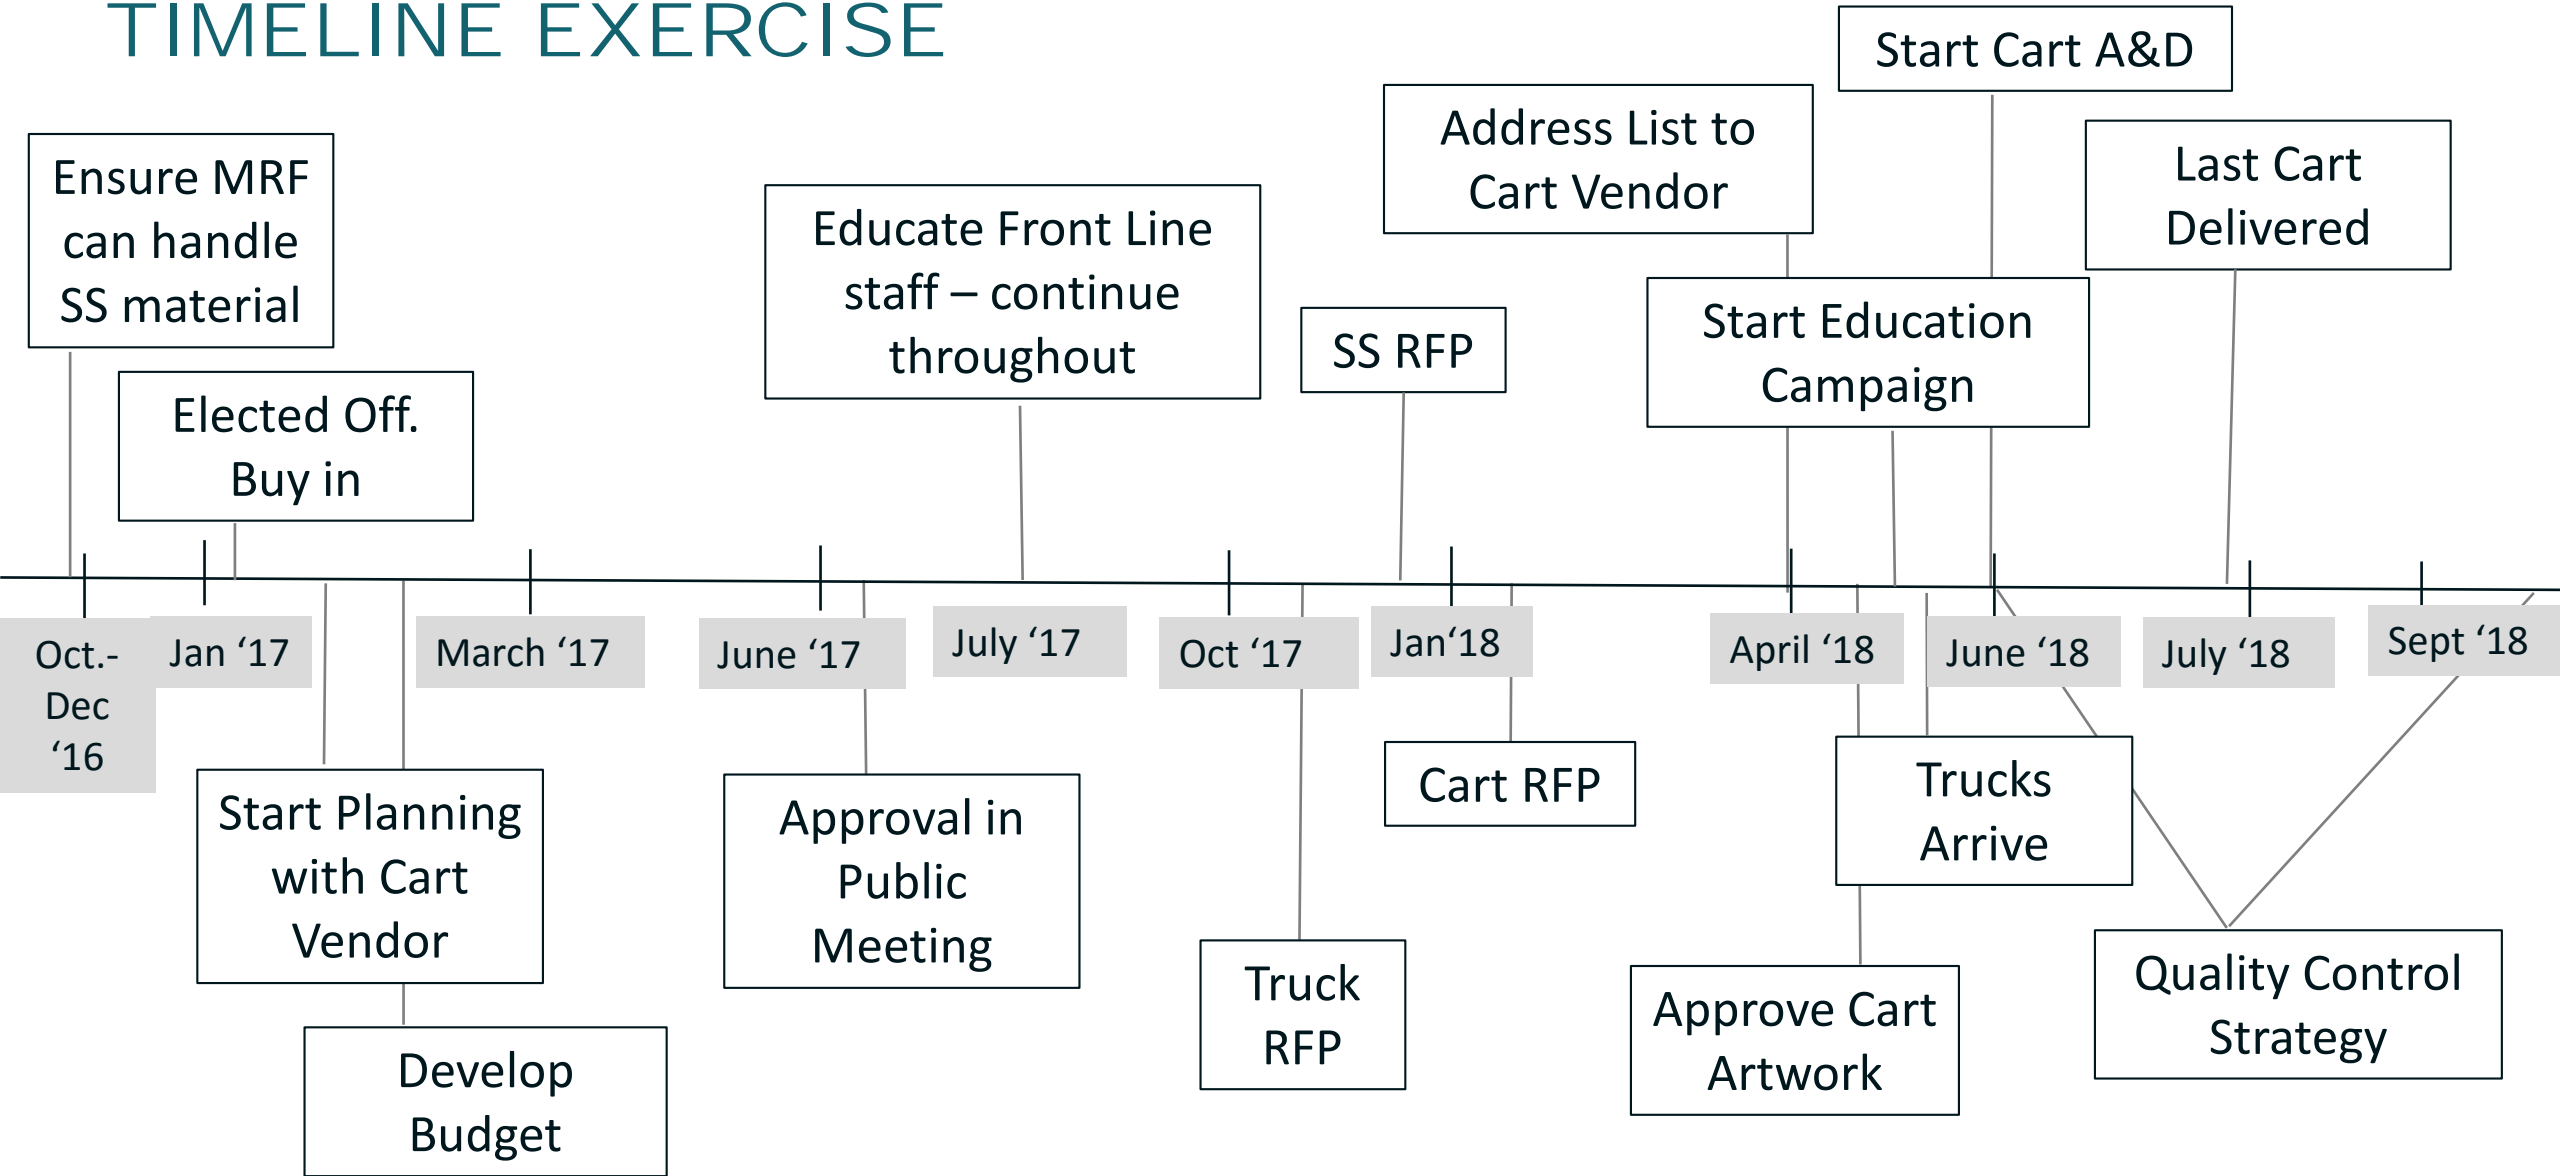 TIMELINE EXERCISE
Start Cart A&D
Address List to
Cart Vendor
Last Cart
Delivered
Ensure MRF
can handle
SS material
Educate Front Line
staff – continue
throughout
Start Education
Campaign
SS RFP
Elected Off.
Buy in
Oct.-
Dec
‘16
Jan ‘17
March ‘17
June ‘17
July ‘17
Oct ‘17
Jan‘18
April ‘18
June ‘18
July ‘18
Sept ‘18
Start Planning
with Cart
Vendor
Approval in
Public
Meeting
Cart RFP
Trucks
Arrive
Truck
RFP
Approve Cart
Artwork
Quality Control
Strategy
Develop
Budget